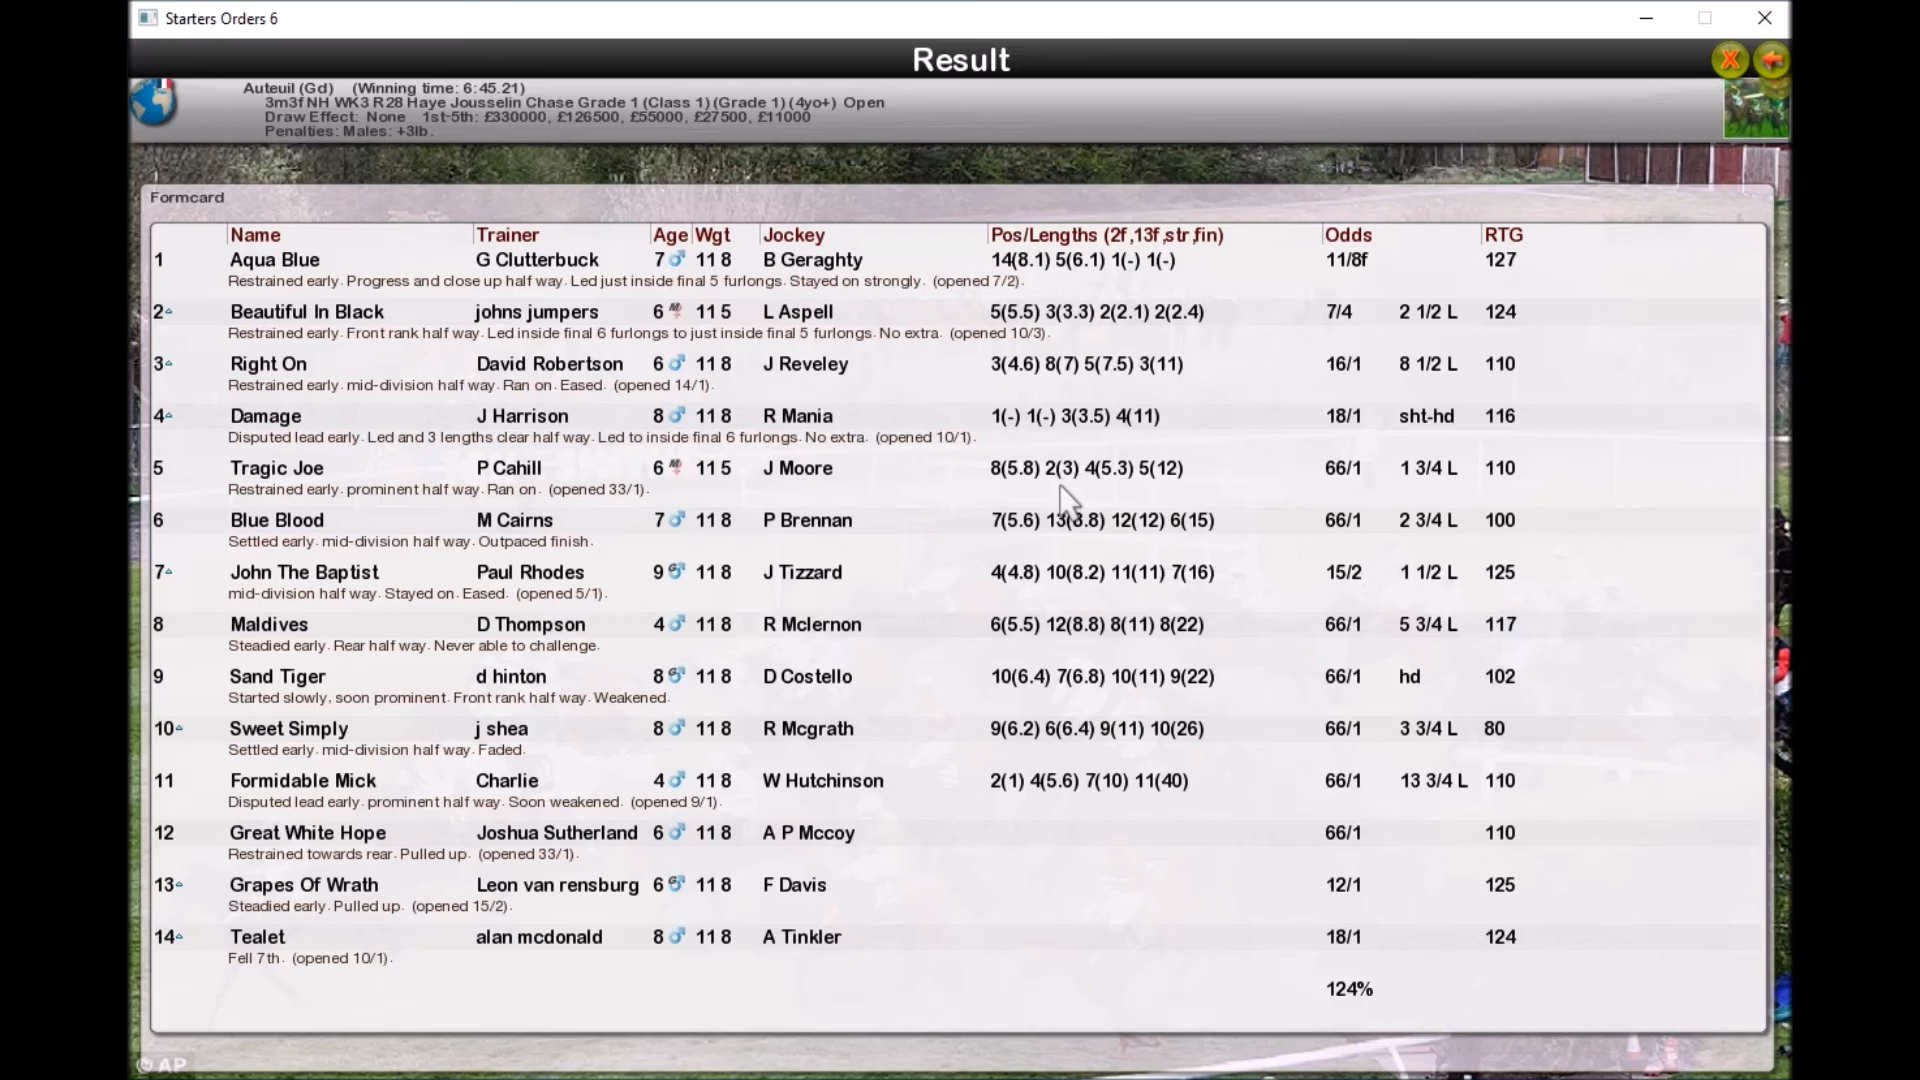 Starters Orders 6
Result
Auteuil (Gd) (Winning time: 6:45.21)
3m3f NH WK3 R28 Haye Jousselin Chase Grade 1 (Class 1) (Grade 1) (4yo+) Open
Draw Effect: None 1st-5th: £330000, £126500, £55000, £27500, £11000
Penalties: Males: +3lb.
Formcard
Name Trainer Age Wgt Jockey Pos/Lengths (2f,13f,str,fin) Odds RTG
1 Aqua Blue G Clutterbuck 7 11 8 B Geraghty 14(8.1) 5(6.1) 1(-) 1(-) 11/8f 127
Restrained early. Progress and close up half way. Led just inside final 5 furlongs. Stayed on strongly. (opened 7/2).
2 Beautiful In Black johns jumpers 6 11 5 L Aspell 5(5.5) 3(3.3) 2(2.1) 2(2.4) 7/4 2 1/2 L 124
Restrained early. Front rank half way. Led inside final 6 furlongs to just inside final 5 furlongs. No extra. (opened 10/3).
3 Right On David Robertson 6 11 8 J Reveley 3(4.6) 8(7) 5(7.5) 3(11) 16/1 8 1/2 L 110
Restrained early. mid-division half way. Ran on. Eased. (opened 14/1).
4 Damage J Harrison 8 11 8 R Mania 1(-) 1(-) 3(3.5) 4(11) 18/1 sht-hd 116
Disputed lead early. Led and 3 lengths clear half way. Led to inside final 6 furlongs. No extra. (opened 10/1).
5 Tragic Joe P Cahill 6 11 5 J Moore 8(5.8) 2(3) 4(5.3) 5(12) 66/1 1 3/4 L 110
Restrained early. prominent half way. Ran on. (opened 33/1).
6 Blue Blood M Cairns 7 11 8 P Brennan 7(5.6) 12(12) 6(15) 66/1 2 3/4 L 100
Settled early. mid-division half way. Outpaced finish.
7 John The Baptist Paul Rhodes 9 11 8 J Tizzard 4(4.8) 10(8.2) 11(11) 7(16) 15/2 1 1/2 L 125
mid-division half way. Stayed on. Eased. (opened 5/1).
8 Maldives D Thompson 4 11 8 R Mclernon 6(5.5) 12(8.8) 8(11) 8(22) 66/1 5 3/4 L 117
Steadied early. Rear half way. Never able to challenge.
9 Sand Tiger d hinton 8 11 8 D Costello 10(6.4) 7(6.8) 10(11) 9(22) 66/1 hd 102
Started slowly, soon prominent. Front rank half way. Weakened.
10 Sweet Simply j shea 8 11 8 R Mcgrath 9(6.2) 6(6.4) 9(11) 10(26) 66/1 3 3/4 L 80
Settled early. mid-division half way. Faded.
11 Formidable Mick Charlie 4 11 8 W Hutchinson 2(1) 4(5.6) 7(10) 11(40) 66/1 13 3/4 L 110
Disputed lead early. prominent half way. Soon weakened. (opened 9/1).
12 Great White Hope Joshua Sutherland 6 11 8 A P Mccoy 66/1 110
Restrained towards rear. Pulled up. (opened 33/1).
13 Grapes Of Wrath Leon van rensburg 6 11 8 F Davis 12/1 125
Steadied early. Pulled up. (opened 15/2).
14 Tealet alan mcdonald 8 11 8 A Tinkler 18/1 124
Fell 7th. (opened 10/1).
124%
© AP